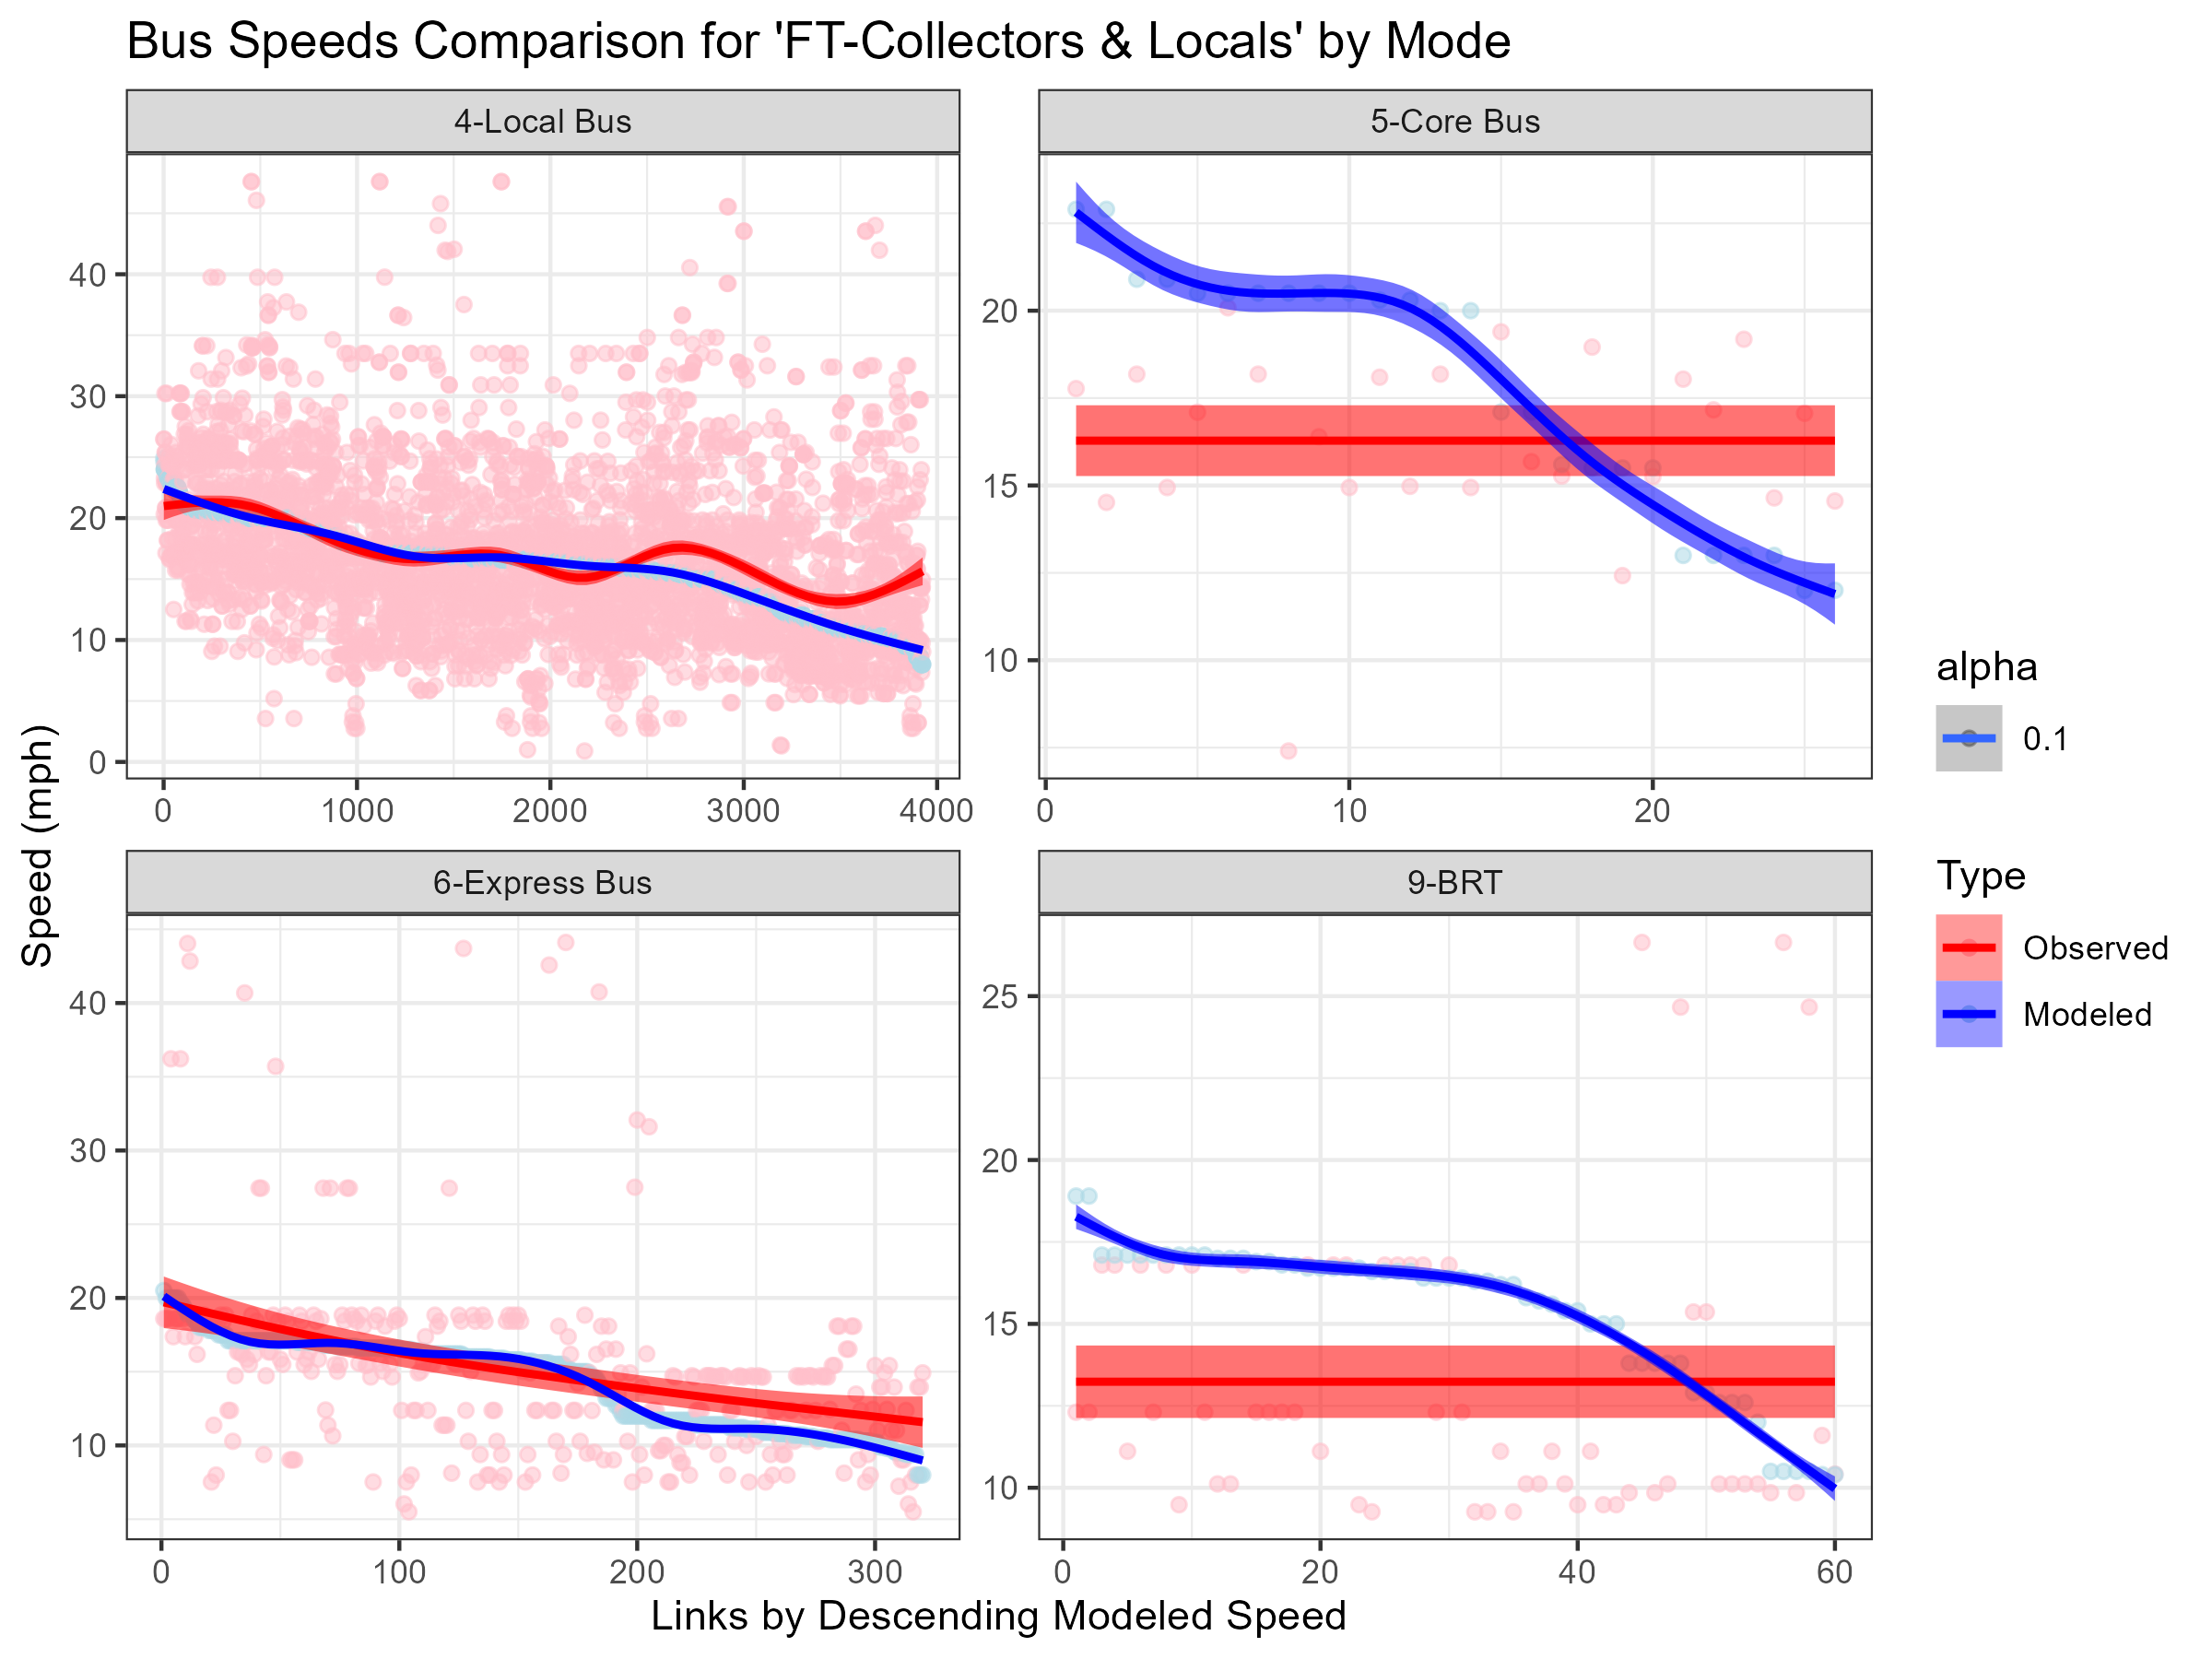 Bus Speeds Comparison for 'FT-Collectors & Locals' by Mode
4-Local Bus
5-Core Bus
40
30
20
10
0
20
15
10
0 1000 2000 3000 4000
0 10 20
6-Express Bus
9-BRT
40
30
20
10
25
20
15
10
0 100 200 300
0 20 40 60
Speed (mph)
Links by Descending Modeled Speed
alpha
0.1
Type
Observed
Modeled